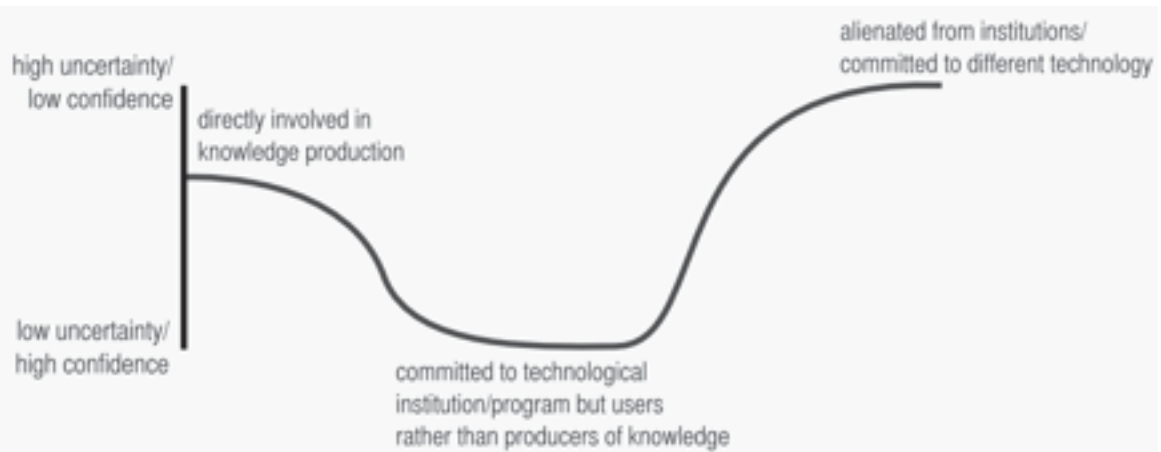 alienated from institutions/
committed to different technology
high uncertainty/
low confidence
directly involved in
knowledge production
low uncertainty/
high confidence
committed to technological
institution/program but users
rather than producers of knowledge